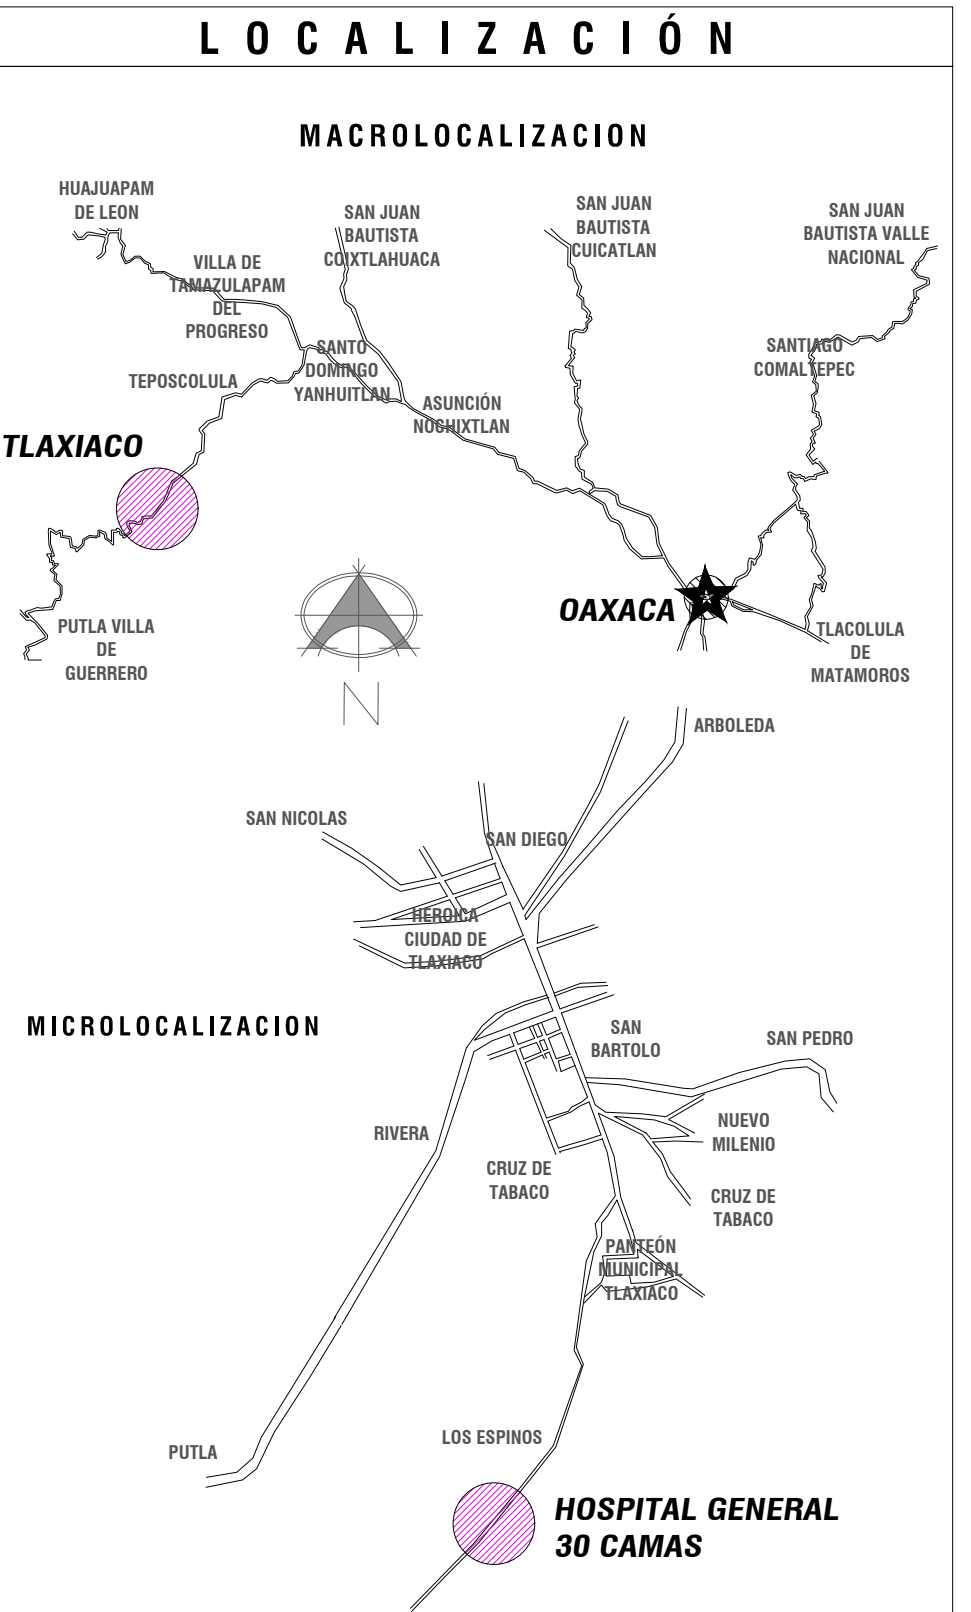 LOCALIZACIÓN
MACROLOCALIZACION
HUAJUAPAM
DE LEON
SAN JUAN
BAUTISTA
COIXTLAHUACA
SAN JUAN
BAUTISTA
CUICATLAN
SAN JUAN
BAUTISTA VALLE
NACIONAL
VILLA DE
TAMAZULAPAM
DEL
PROGRESO
SANTO
DOMINGO
YANHUITLAN
SANTIAGO
COMALTEPEC
TEPOSCOLULA
ASUNCIÓN
NOCHIXTLAN
TLAXIACO
OAXACA
PUTLA VILLA
DE
GUERRERO
TLACOLULA
DE
MATAMOROS
N
ARBOLEDA
SAN NICOLAS
SAN DIEGO
HEROICA
CIUDAD DE
TLAXIACO
MICROLOCALIZACION
SAN
BARTOLO
SAN PEDRO
RIVERA
NUEVO
MILENIO
CRUZ DE
TABACO
CRUZ DE
TABACO
PANTEÓN
MUNICIPAL
TLAXIACO
LOS ESPINOS
PUTLA
HOSPITAL GENERAL
30 CAMAS